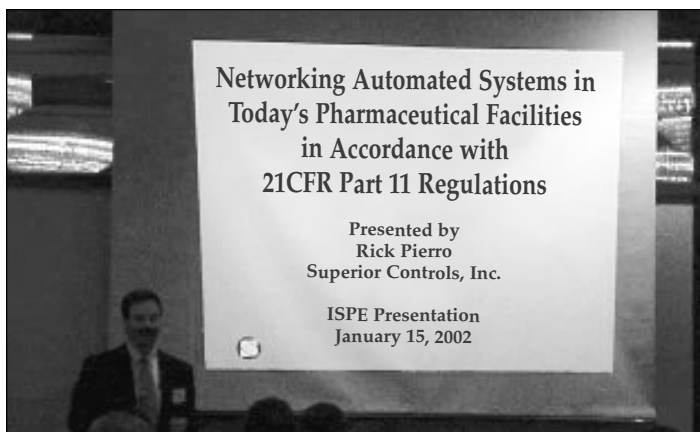 Networking Automated Systems in
Today's Pharmaceutical Facilities
in Accordance with
21CFR Part 11 Regulations
Presented by
Rick Pierro
Superior Controls, Inc.
ISPE Presentation
January 15, 2002